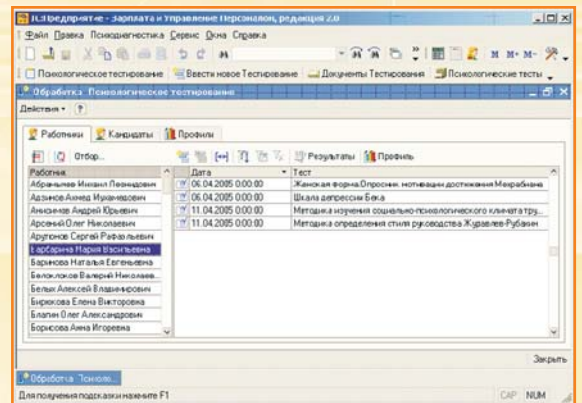 1С:Предприятие - Зарплата и Управление Персоналом, редакция 2.0
Файл Правка Психодиагностика Сервис Окна Справка
М М+ М-
Психологическое тестирование Ввести новое Тестирование Документы Тестирования Психологические тесты
Обработка Психологическое тестирование
Действия
Работники Кандидаты Профили
Отбор... Результаты Профиль
Работник Дата Тест
Абрамычев Михаил Леонидович 06.04.2005 0:00:00 Женская форма.Опросник мотивации достижения Мехрабиана
Адзинов Ахмед Мухамедович 06.04.2005 0:00:00 Шкала депрессии Бека
Анисимов Андрей Юрьевич 11.04.2005 0:00:00 Методика изучения социально-психологического климата тру...
Арсений Олег Николаевич 11.04.2005 0:00:00 Методика определения стиля руководства Журавлев-Рубахин
Арутюнов Сергей Рафаэльевич
Барбарина Мария Васильевна
Баринова Наталья Евгеньевна
Белоклоков Валерий Николаев...
Белых Алексей Владимирович
Бирюкова Елена Викторовна
Благин Олег Александрович
Борисова Анна Игоревна
Закрыть
Обработка Психоло...
Для получения подсказки нажмите F1 CAP NUM